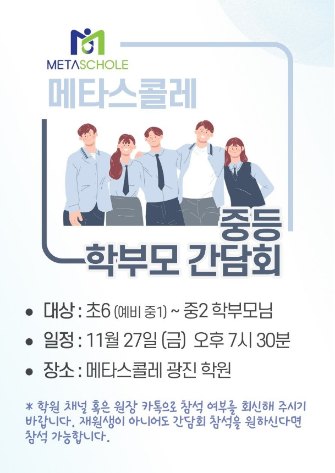 METASCHOLE
메타스콜레
중등
학부모 간담회
• 대상 : 초6 (예비 중1) ~ 중2 학부모님
• 일정 : 11월 27일 (금) 오후 7시 30분
• 장소 : 메타스콜레 광진 학원
* 학원 채널 혹은 원장 카톡으로 참석 여부를 회신해 주시기
바랍니다. 재원생이 아니어도 간담회 참석을 원하신다면
참석 가능합니다.